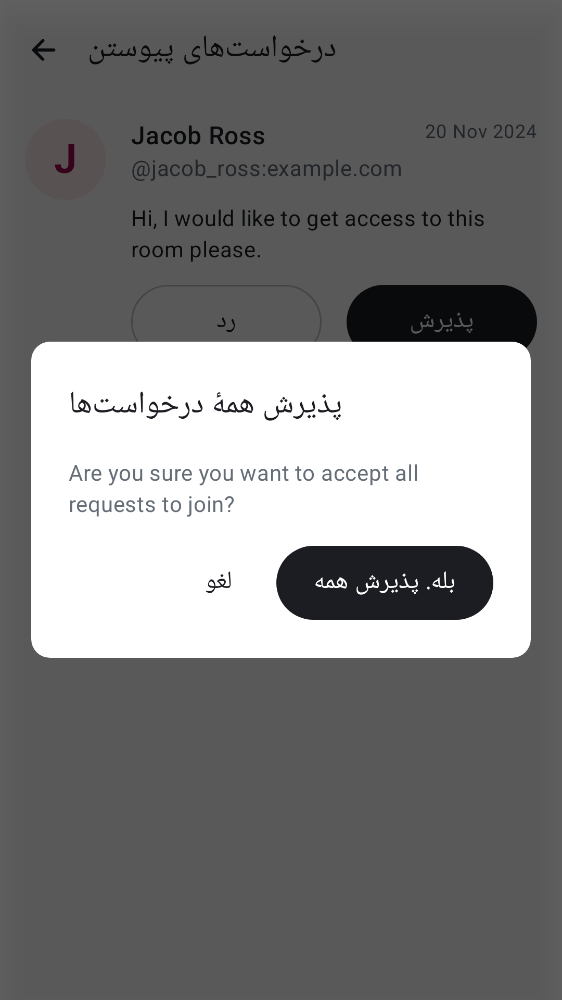 درخواست‌های پیوستن
J
Jacob Ross
20 Nov 2024
@jacob_ross:example.com
Hi, I would like to get access to this
room please.
رد
پذیرش
پذیرش همهٔ درخواست‌ها
Are you sure you want to accept all
requests to join?
لغو
بله. پذیرش همه